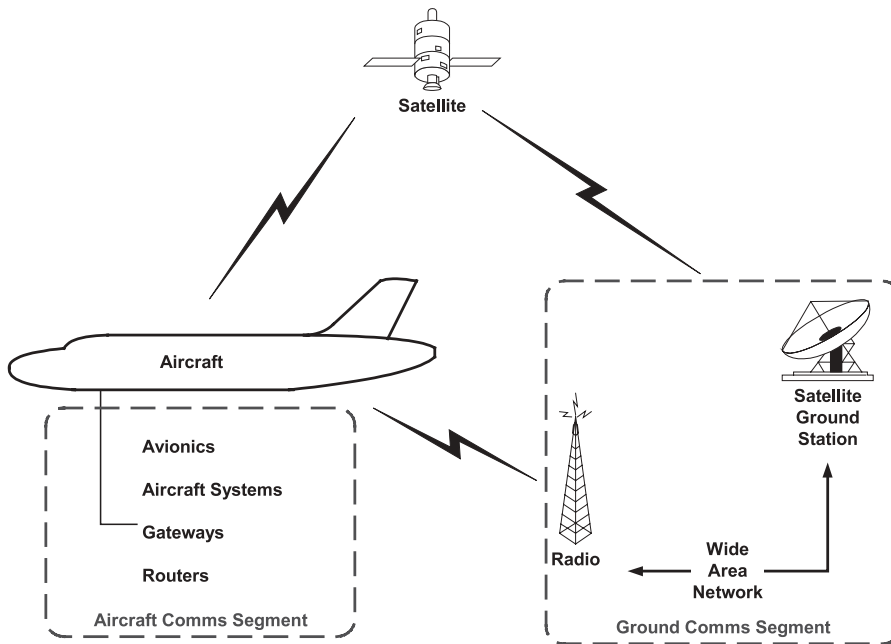 Satellite
Aircraft
Avionics
Aircraft Systems
Gateways
Routers
Aircraft Comms Segment
Satellite
Ground
Station
Radio
Wide
Area
Network
Ground Comms Segment